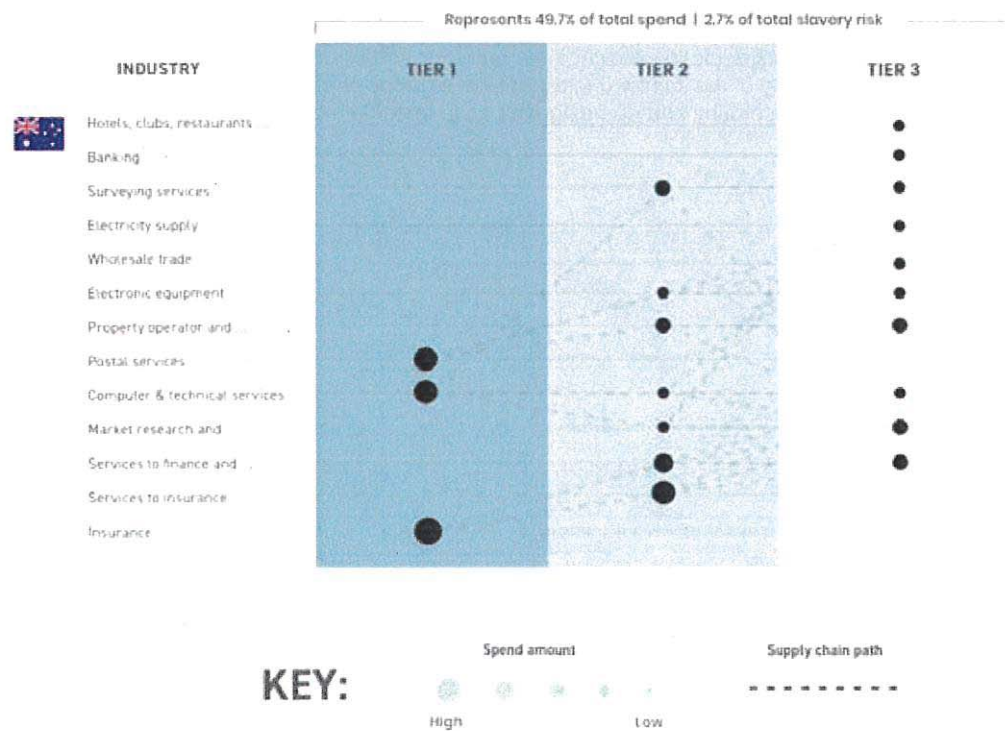 Represents 49.7% of total spend | 2.7% of total slavery risk
INDUSTRY TIER 1 TIER 2 TIER 3
Hotels, clubs, restaurants ...
Banking
Surveying services
Electricity supply
Wholesale trade
Electronic equipment
Property operator and ...
Postal services
Computer & technical services
Market research and
Services to finance and ...
Services to insurance
Insurance
KEY:
Spend amount
High
Low
Supply chain path